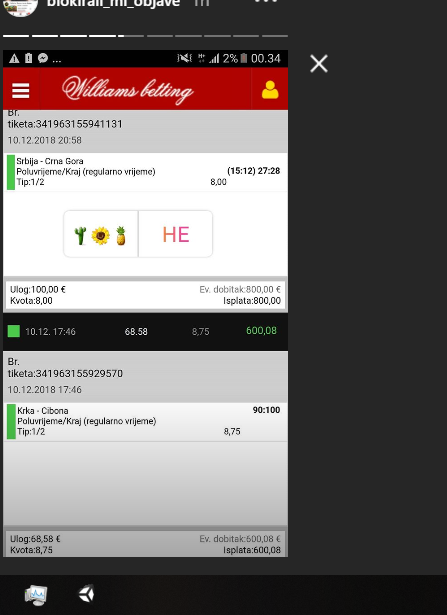 blokirali_mi_objave 1h ...
... 2% 00.34
Williams betting
Br.
tiketa:341963155941131
10.12.2018 20:58
Srbija - Crna Gora
Poluvrijeme/Kraj (regularno vrijeme) (15:12) 27:28
Tip:1/2 8,00
НЕ
Ulog:100,00 € Ev. dobitak:800,00 €
Kvota:8,00 Isplata:800,00
10.12. 17:46 68.58 8,75 600,08
Br.
tiketa:341963155929570
10.12.2018 17:46
Krka - Cibona 90:100
Poluvrijeme/Kraj (regularno vrijeme)
Tip:1/2 8,75
Ulog:68,58 € Ev. dobitak:600,08 €
Kvota:8,75 Isplata:600,08